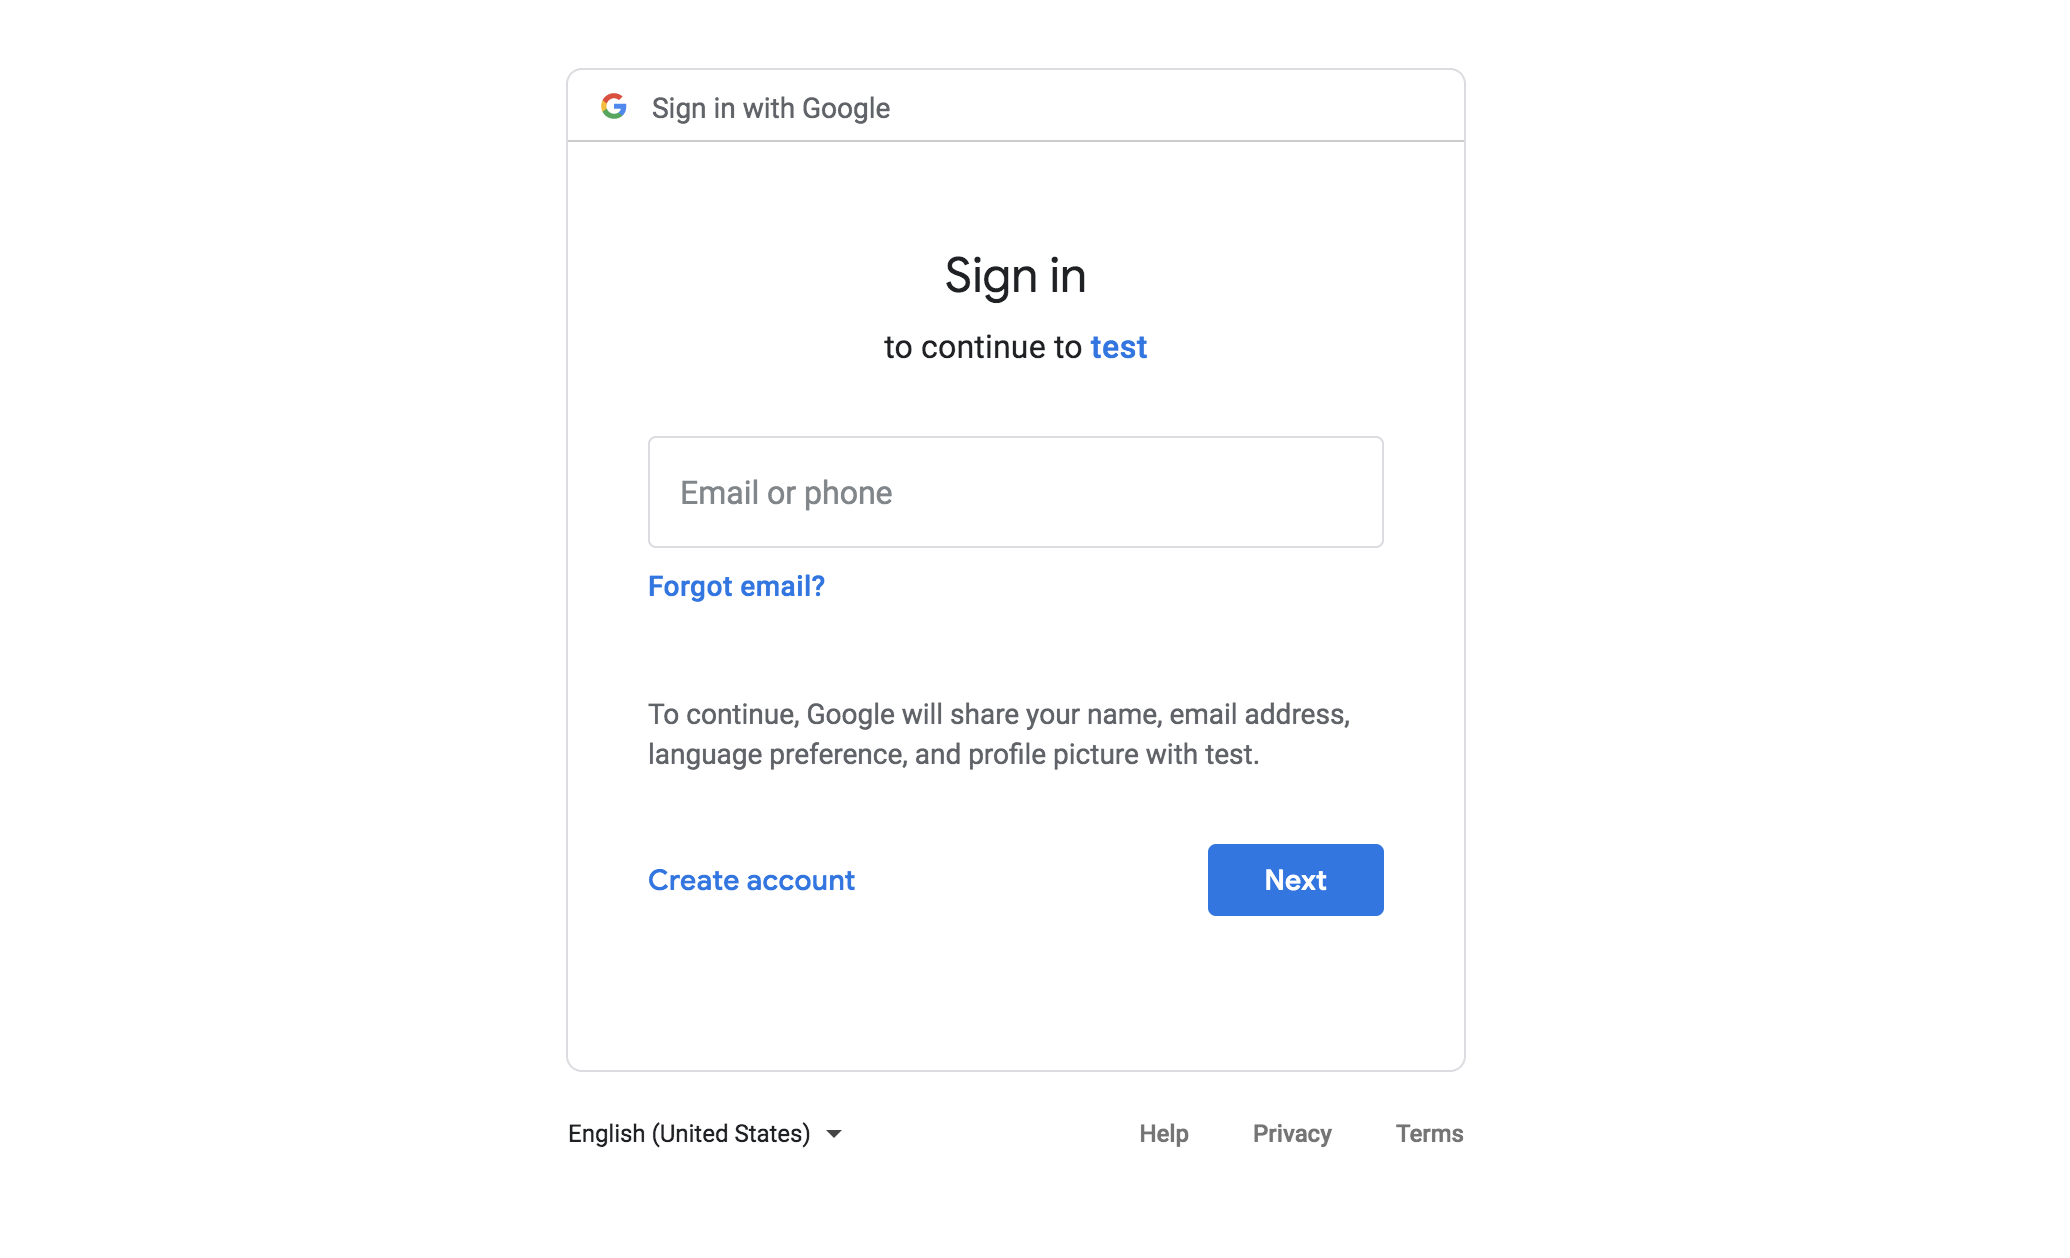 Sign in with Google
Sign in
to continue to test
Email or phone
Forgot email?
To continue, Google will share your name, email address,
language preference, and profile picture with test.
Create account
Next
English (United States)
Help
Privacy
Terms